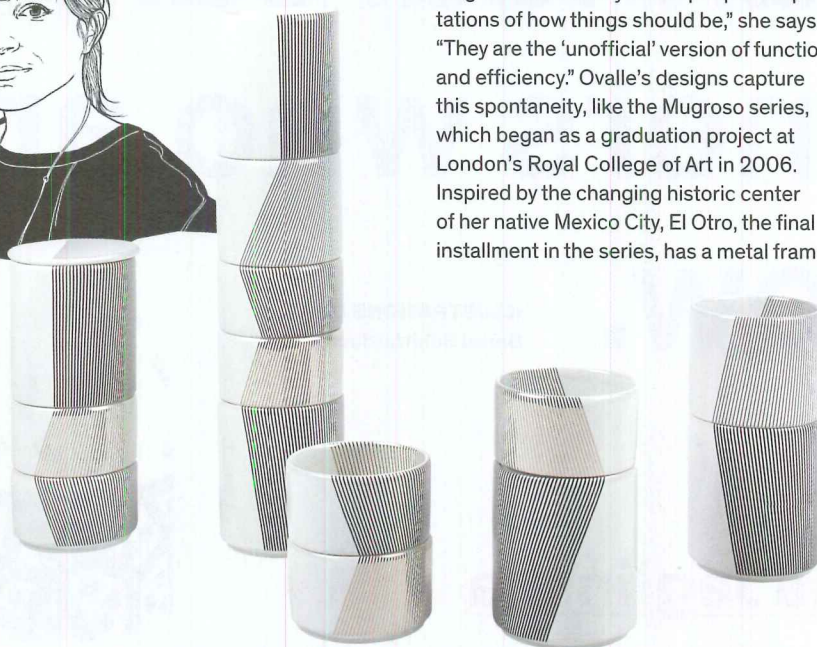 tations of how things should be,” she says.
“They are the ‘unofficial’ version of functio
and efficiency.” Ovalle’s designs capture
this spontaneity, like the Mugroso series,
which began as a graduation project at
London’s Royal College of Art in 2006.
Inspired by the changing historic center
of her native Mexico City, El Otro, the final
installment in the series, has a metal fram